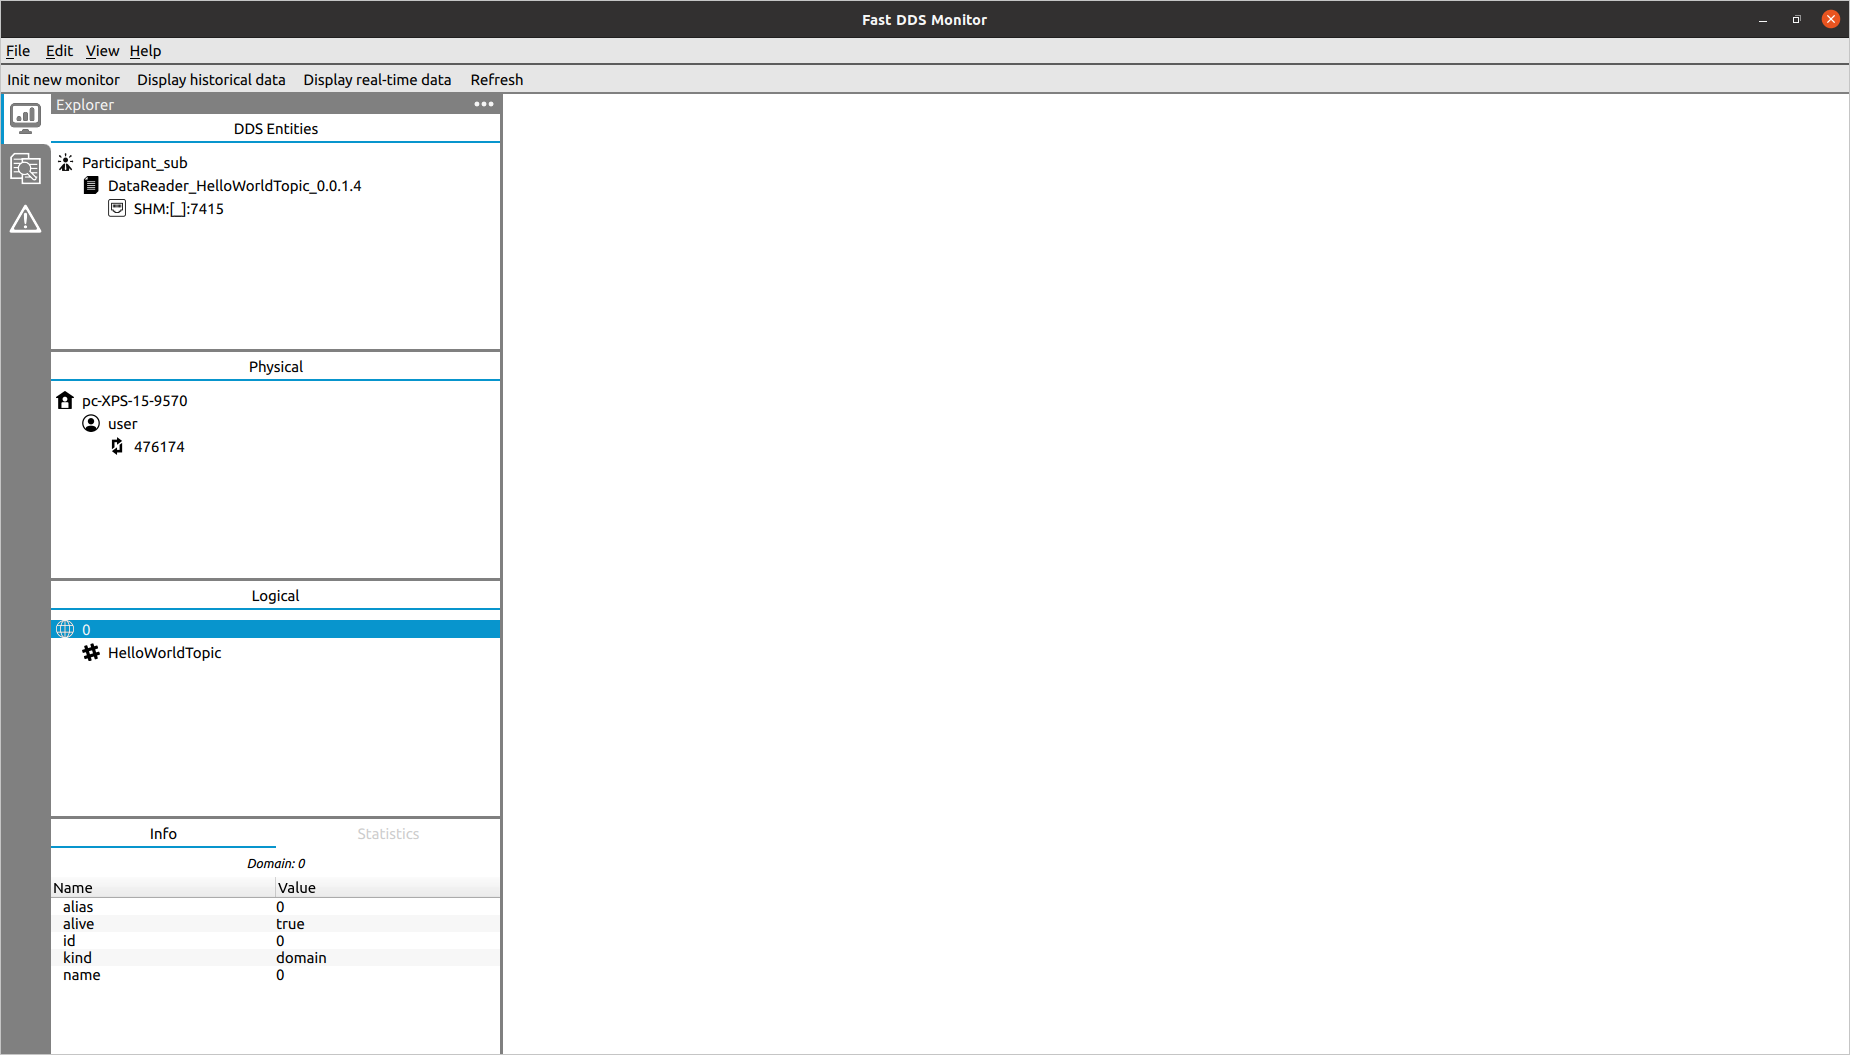 Fast DDS Monitor
File Edit View Help
Init new monitor Display historical data Display real-time data Refresh
Explorer
DDS Entities
Participant_sub
DataReader_HelloWorldTopic_0.0.1.4
SHM:[_]:7415
Physical
pc-XPS-15-9570
user
476174
Logical
0
HelloWorldTopic
Info Statistics
Domain: 0
Name Value
alias 0
alive true
id 0
kind domain
name 0